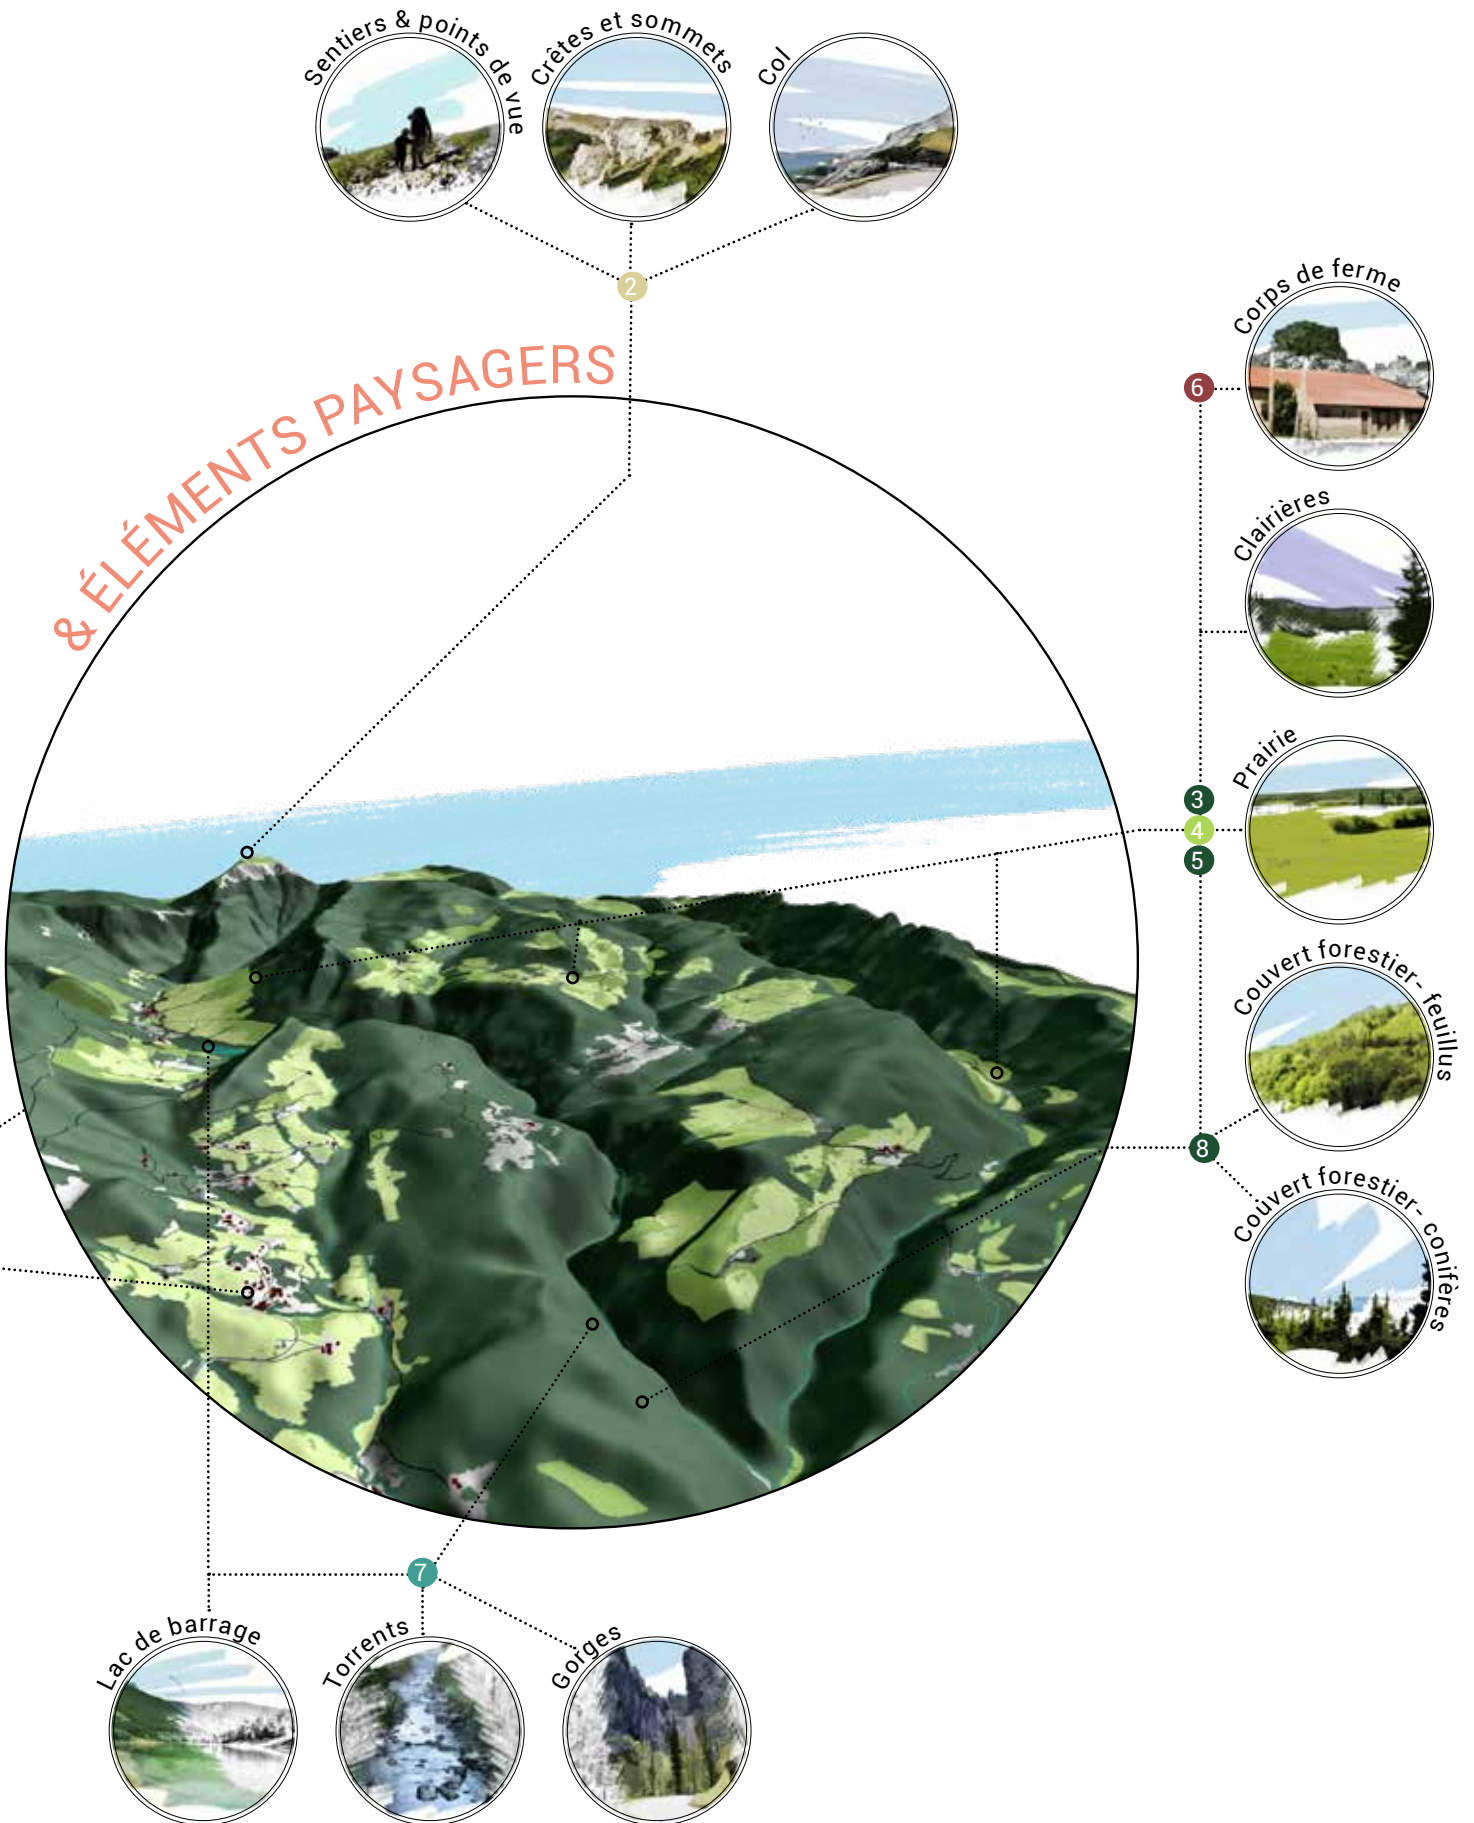 Sentiers & points de vue
Crêtes et sommets
Col
2
& ÉLÉMENTS PAYSAGERS
Corps de ferme
6
Clairières
Prairie
3
4
5
Couvert forestier- feuillus
8
Couvert forestier- conifères
7
Lac de barrage
Torrents
Gorges